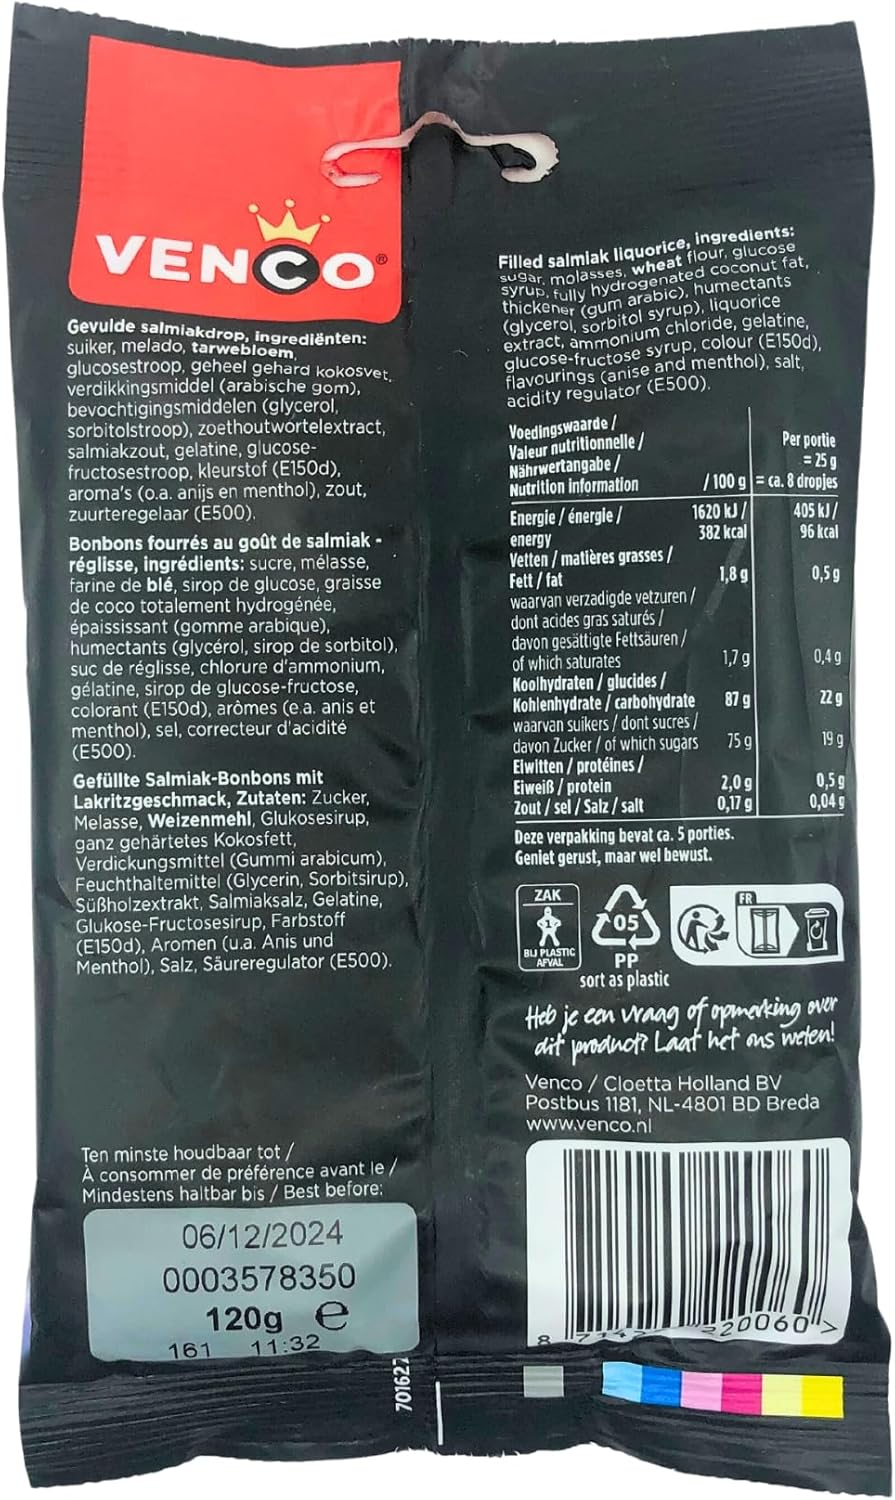 VENCO®
Gevulde salmiakdrop, ingrediënten:
suiker, melado, tarwebloem,
glucosestroop, geheel gehard kokosvet,
verdikkingsmiddel (arabische gom),
bevochtigingsmiddelen (glycerol,
sorbitolstroop), zoethoutwortelextract,
salmiakzout, gelatine, glucose-
fructosestroop, kleurstof (E150d),
aroma's (o.a. anijs en menthol), zout,
zuurteregelaar (E500).
Bonbons fourrés au goût de salmiak -
réglisse, ingrédients: sucre, mélasse,
farine de blé, sirop de glucose, graisse
de coco totalement hydrogénée,
épaississant (gomme arabique),
humectants (glycérol, sirop de sorbitol),
suc de réglisse, chlorure d'ammonium,
gélatine, sirop de glucose-fructose,
colorant (E150d), arômes (e.a. anis et
menthol), sel, correcteur d'acidité
(E500).
Gefüllte Salmiak-Bonbons mit
Lakritzgeschmack, Zutaten: Zucker,
Melasse, Weizenmehl, Glukosesirup,
ganz gehärtetes Kokosfett,
Verdickungsmittel (Gummi arabicum),
Feuchthaltemittel (Glycerin, Sorbitsirup),
Süßholzextrakt, Salmiaksalz, Gelatine,
Glukose-Fructosesirup, Farbstoff
(E150d), Aromen (u.a. Anis und
Menthol), Salz, Säureregulator (E500).
Ten minste houdbaar tot /
À consommer de préférence avant le /
Mindestens haltbar bis / Best before:
06/12/2024
0003578350
120g e
161 11:32
Filled salmiak liquorice, ingredients:
sugar, molasses, wheat flour, glucose
syrup, fully hydrogenated coconut fat,
thickener (gum arabic), humectants
(glycerol, sorbitol syrup), liquorice
extract, ammonium chloride, gelatine,
glucose-fructose syrup, colour (E150d),
flavourings (anise and menthol), salt,
acidity regulator (E500).
Voedingswaarde /
Valeur nutritionnelle / Per portie
Nährwertangabe / = 25 g
Nutrition information / 100 g = ca. 8 dropjes
Energie / énergie / 1620 kJ / 405 kJ /
energy 382 kcal 96 kcal
Vetten / matières grasses /
Fett / fat 1,8 g 0,5 g
waarvan verzadigde vetzuren /
dont acides gras saturés /
davon gesättigte Fettsäuren /
of which saturates 1,7 g 0,4 g
Koolhydraten / glucides /
Kohlenhydrate / carbohydrate 87 g 22 g
waarvan suikers / dont sucres /
davon Zucker / of which sugars 75 g 19 g
Eiwitten / protéines /
Eiweiß / protein 2,0 g 0,5 g
Zout / sel / Salz / salt 0,17 g 0,04 g
Deze verpakking bevat ca. 5 porties.
Geniet gerust, maar wel bewust.
ZAK
1
BIJ PLASTIC
AFVAL
05
PP
sort as plastic
FR
Heb je een vraag of opmerking over
dit product? Laat het ons weten!
Venco / Cloetta Holland BV
Postbus 1181, NL-4801 BD Breda
www.venco.nl
220060 >